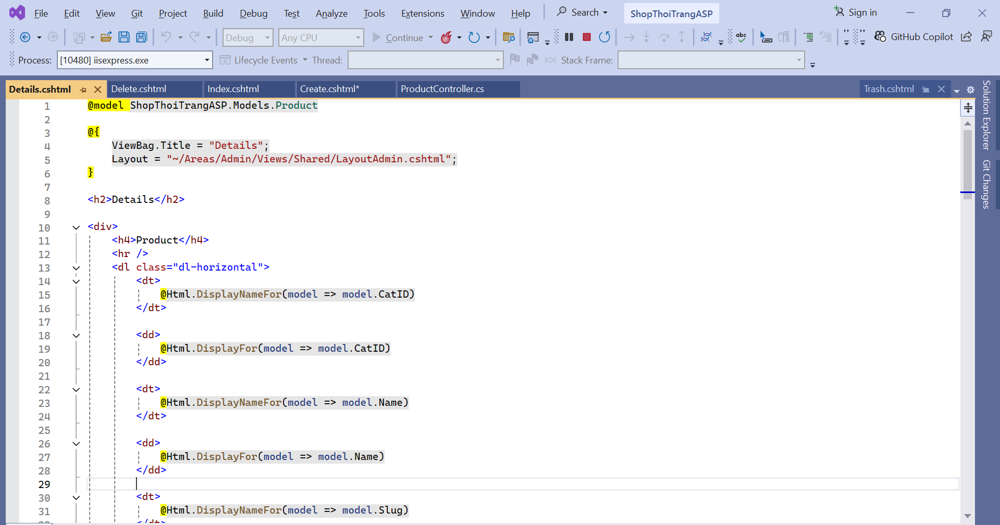 File Edit View Git Project Build Debug Test Analyze Tools Extensions Window Help Search ShopThoiTrangASP Sign in
Debug Any CPU Continue abc GitHub Copilot
Process: [10480] iisexpress.exe Lifecycle Events Thread: Stack Frame:
Details.cshtml Delete.cshtml Index.cshtml Create.cshtml* ProductController.cs Trash.cshtml
Solution Explorer
Git Changes
1 @model ShopThoiTrangASP.Models.Product
2
3 @{
4 ViewBag.Title = "Details";
5 Layout = "~/Areas/Admin/Views/Shared/LayoutAdmin.cshtml";
6 }
7
8 <h2>Details</h2>
9
10 <div>
11 <h4>Product</h4>
12 <hr />
13 <dl class="dl-horizontal">
14 <dt>
15 @Html.DisplayNameFor(model => model.CatID)
16 </dt>
17
18 <dd>
19 @Html.DisplayFor(model => model.CatID)
20 </dd>
21
22 <dt>
23 @Html.DisplayNameFor(model => model.Name)
24 </dt>
25
26 <dd>
27 @Html.DisplayFor(model => model.Name)
28 </dd>
29
30 <dt>
31 @Html.DisplayNameFor(model => model.Slug)
32 </dt>